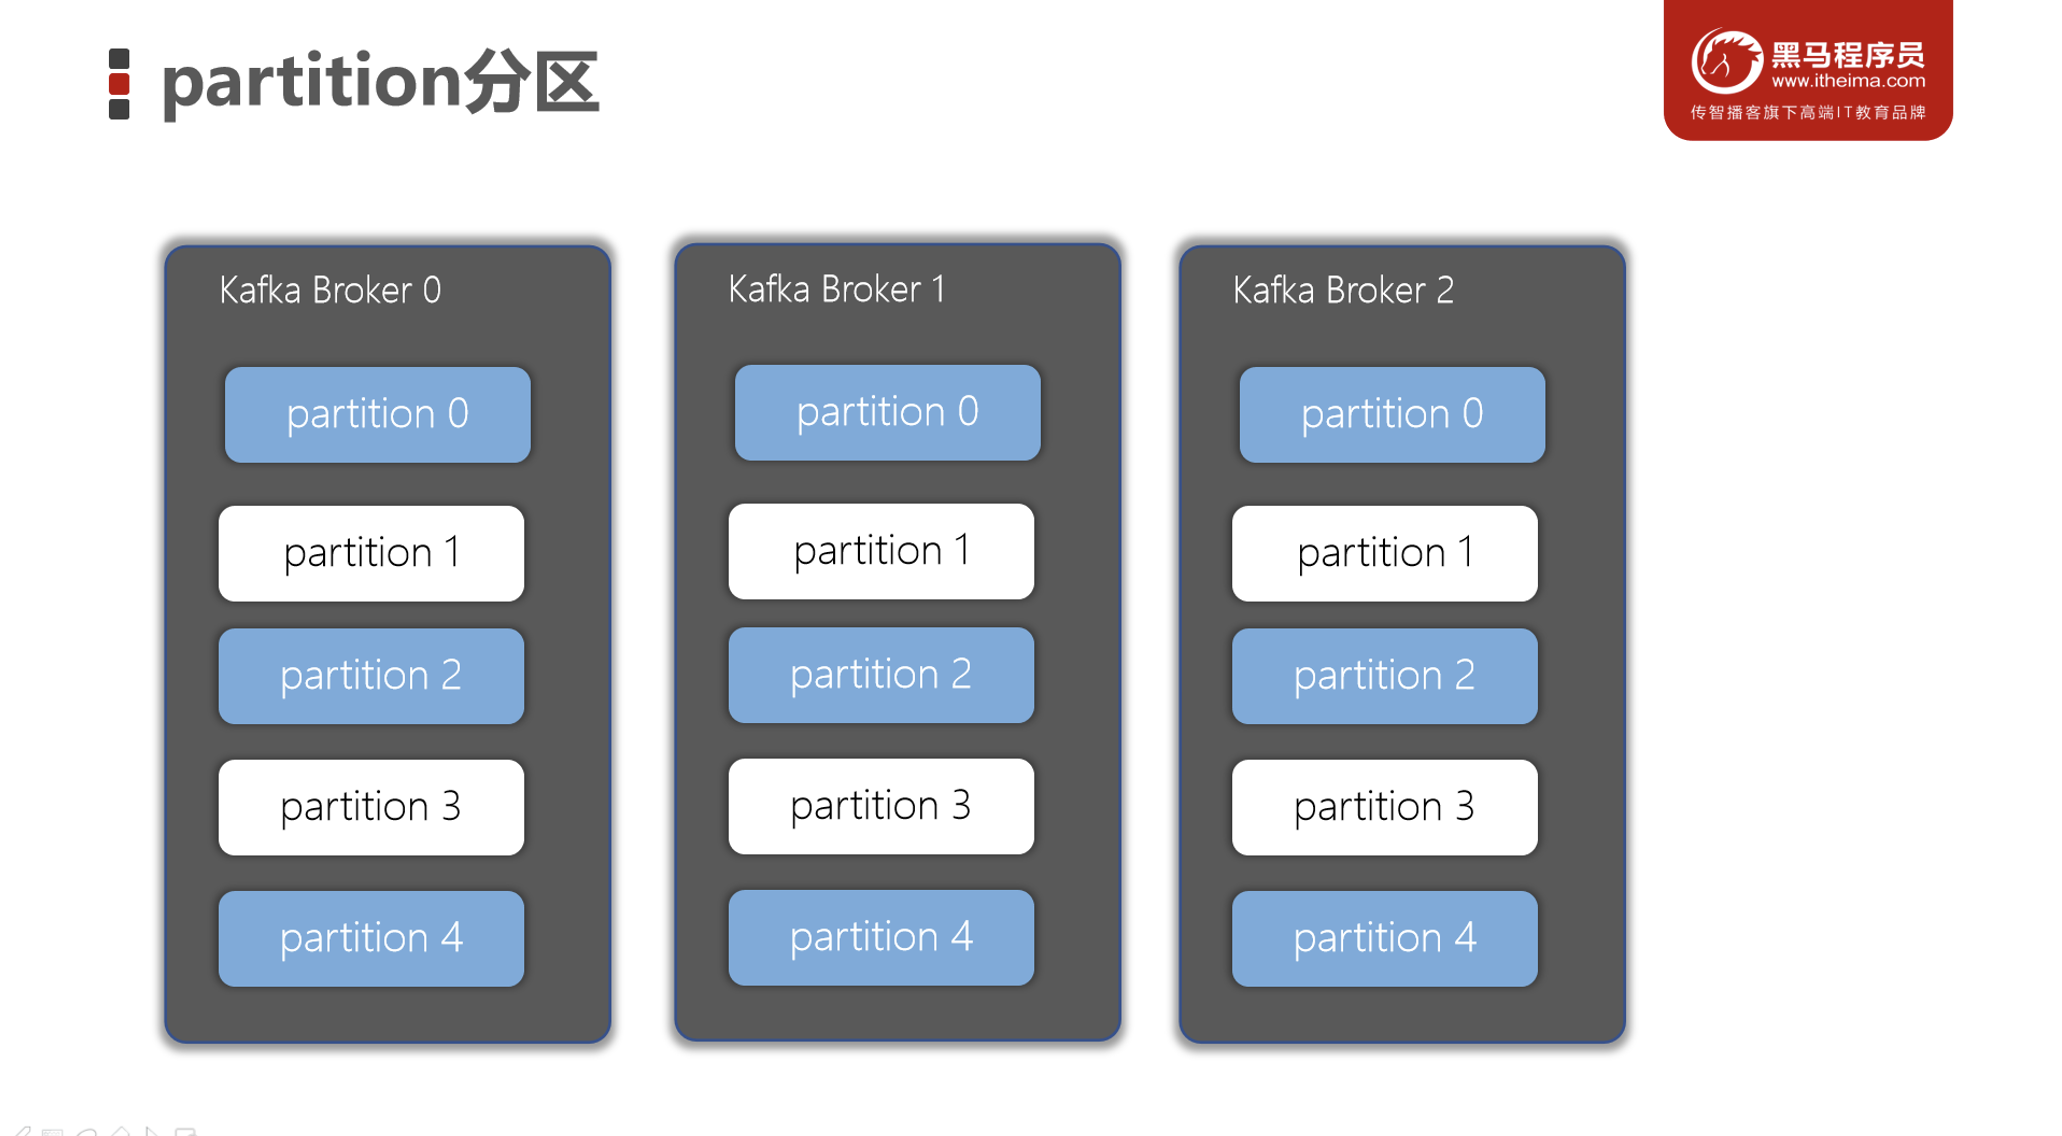 partition分区
黑马程序员
www.itheima.com
传智播客旗下高端IT教育品牌
Kafka Broker 0
partition 0
partition 1
partition 2
partition 3
partition 4
Kafka Broker 1
partition 0
partition 1
partition 2
partition 3
partition 4
Kafka Broker 2
partition 0
partition 1
partition 2
partition 3
partition 4